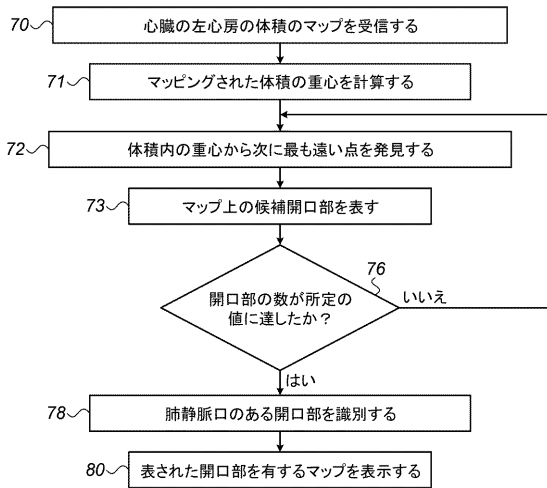 70
心臓の左心房の体積のマップを受信する
71
マッピングされた体積の重心を計算する
72
体積内の重心から次に最も遠い点を発見する
73
マップ上の候補開口部を表す
76
開口部の数が所定の
値に達したか？
いいえ
はい
78
肺静脈口のある開口部を識別する
80
表された開口部を有するマップを表示する